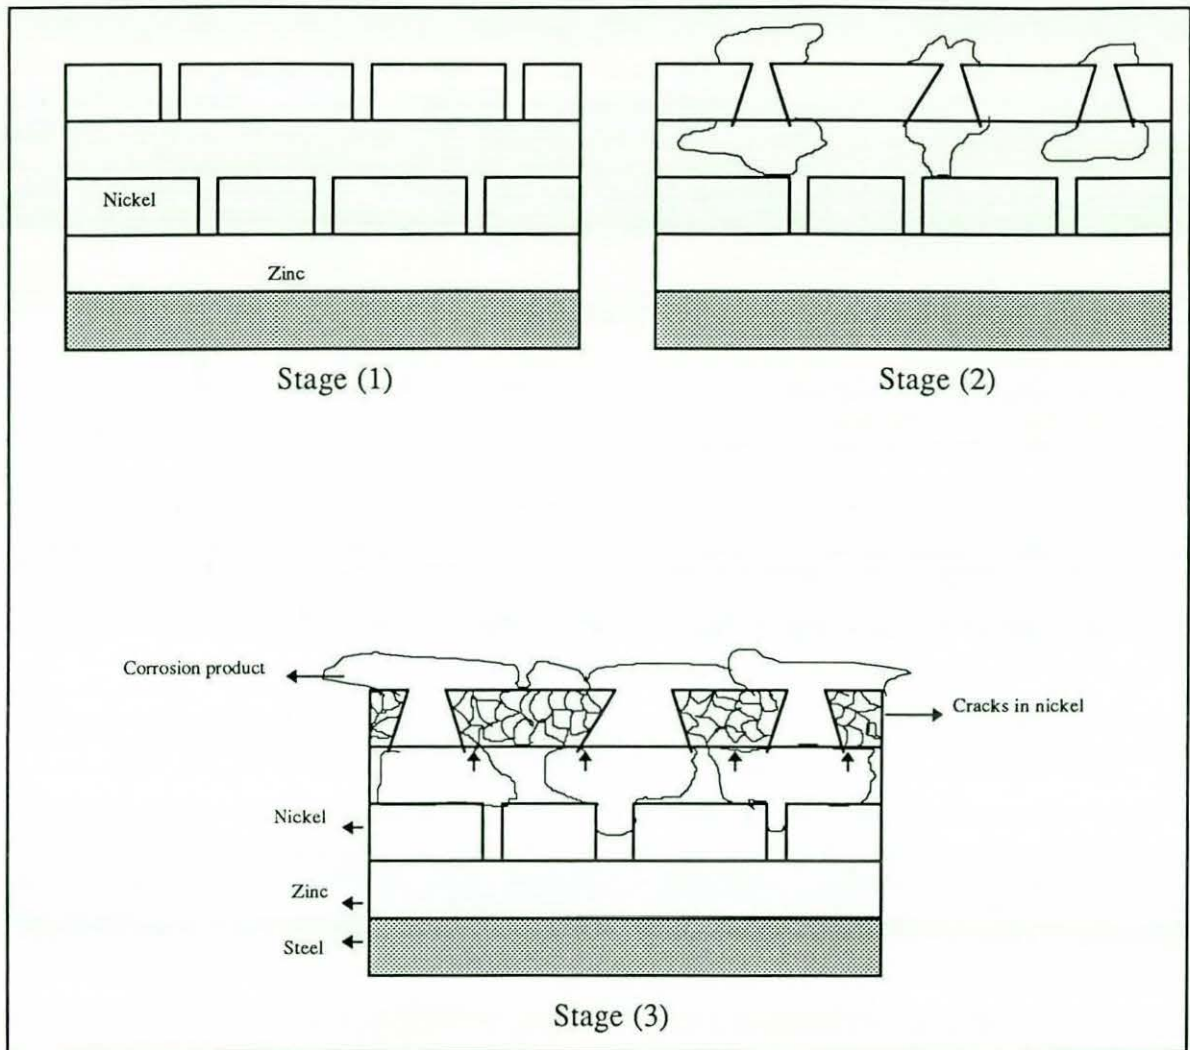 Nickel
Zinc
Stage (1)
Stage (2)
Corrosion product
Cracks in nickel
Nickel
Zinc
Steel
Stage (3)